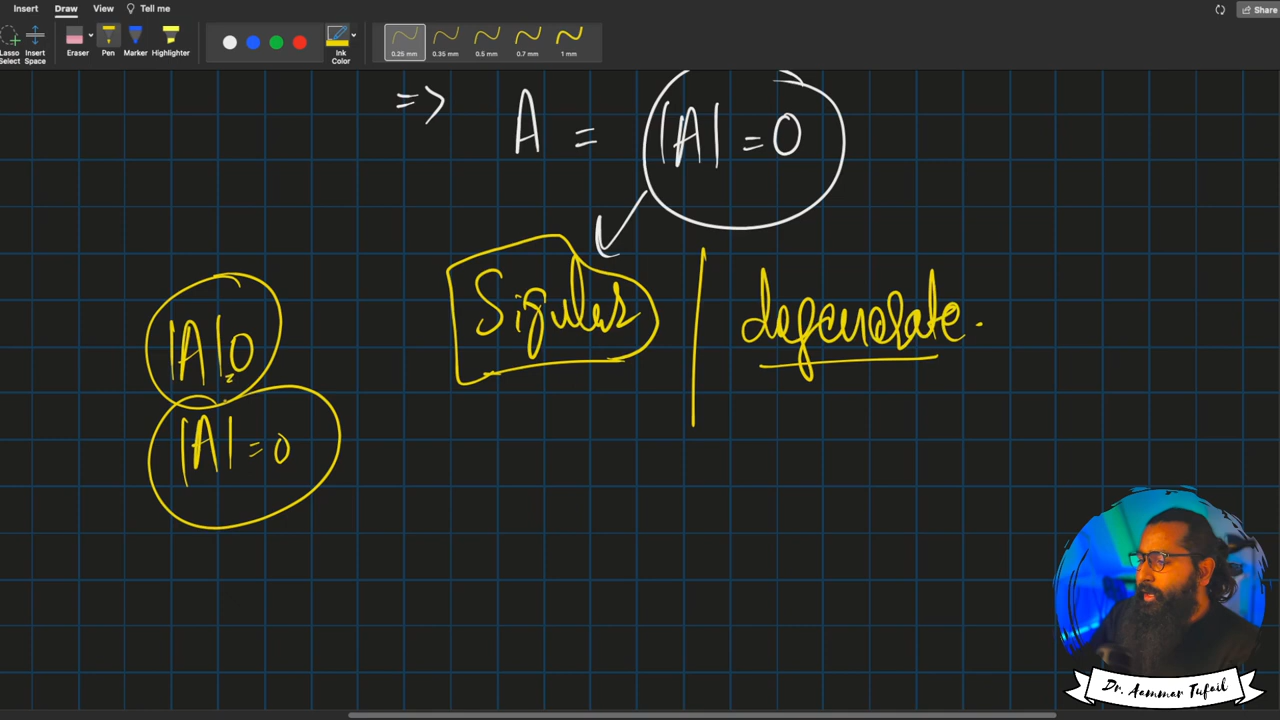 Insert Draw View Tell me
Share
Lasso Select
Insert Space
Eraser
Pen
Marker
Highlighter
Ink Color
0.25 mm
0.35 mm
0.5 mm
0.7 mm
1 mm
=> A = |A| = 0
Sigular | degenerate.
|A| 0
|A| = 0
Dr. Aammar Tufail